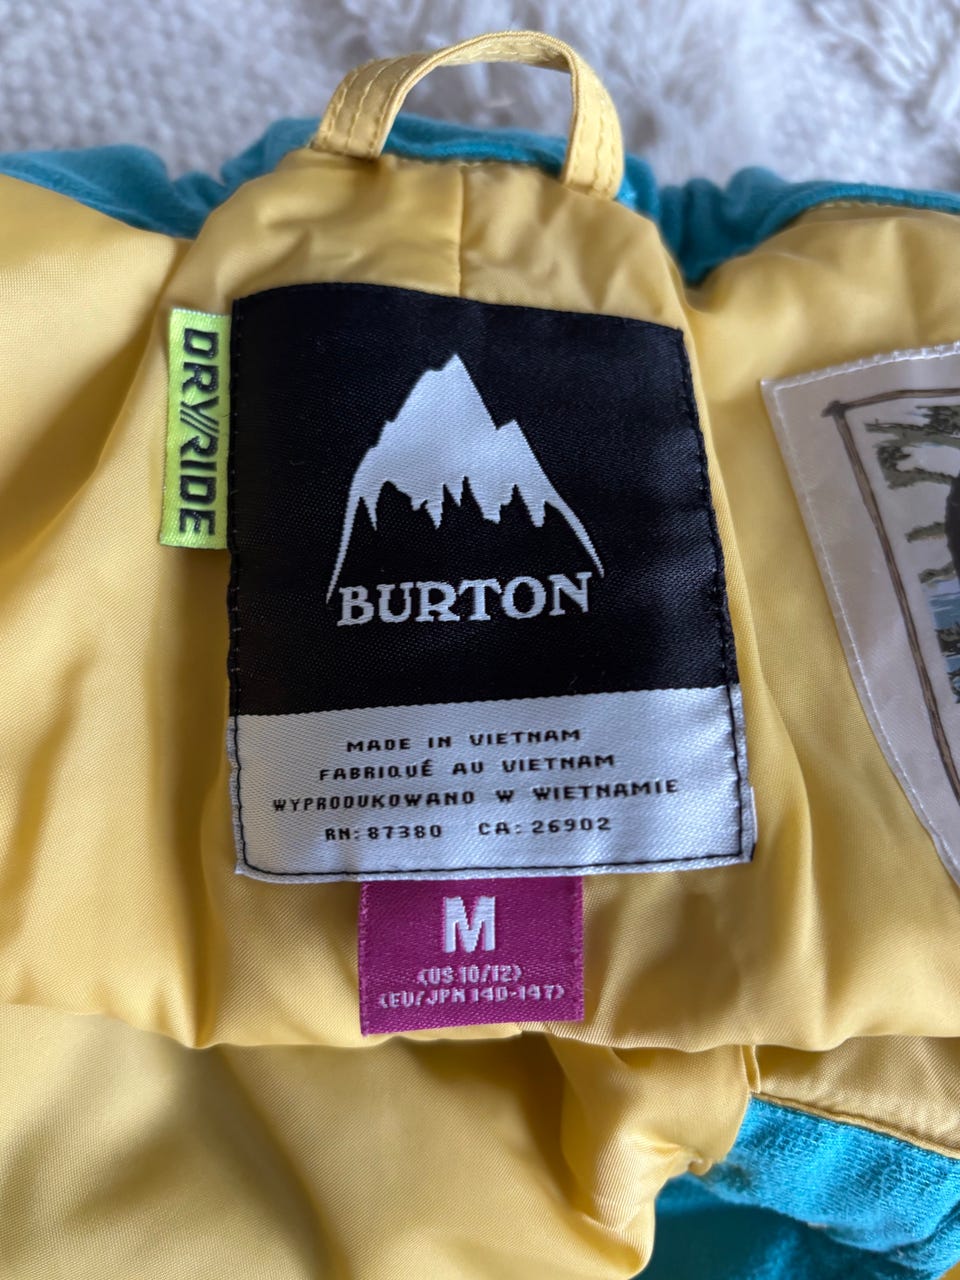 DRY//RIDE
BURTON
MADE IN VIETNAM
FABRIQUÉ AU VIETNAM
WYPRODUKOWANO W WIETNAMIE
RN: 87380 CA: 26902
M
<US 10/12>
<EU/JPN 140-147>